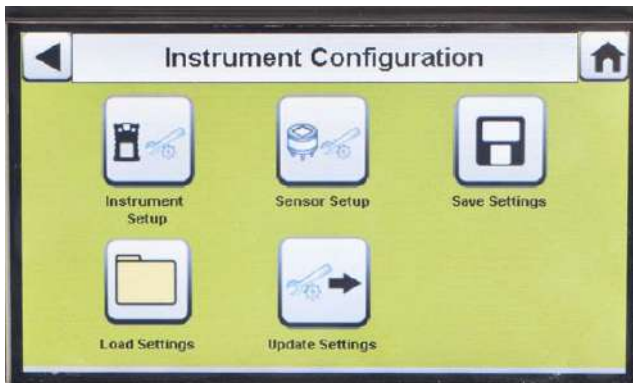 Instrument Configuration
Instrument
Setup
Sensor Setup
Save Settings
Load Settings
Update Settings